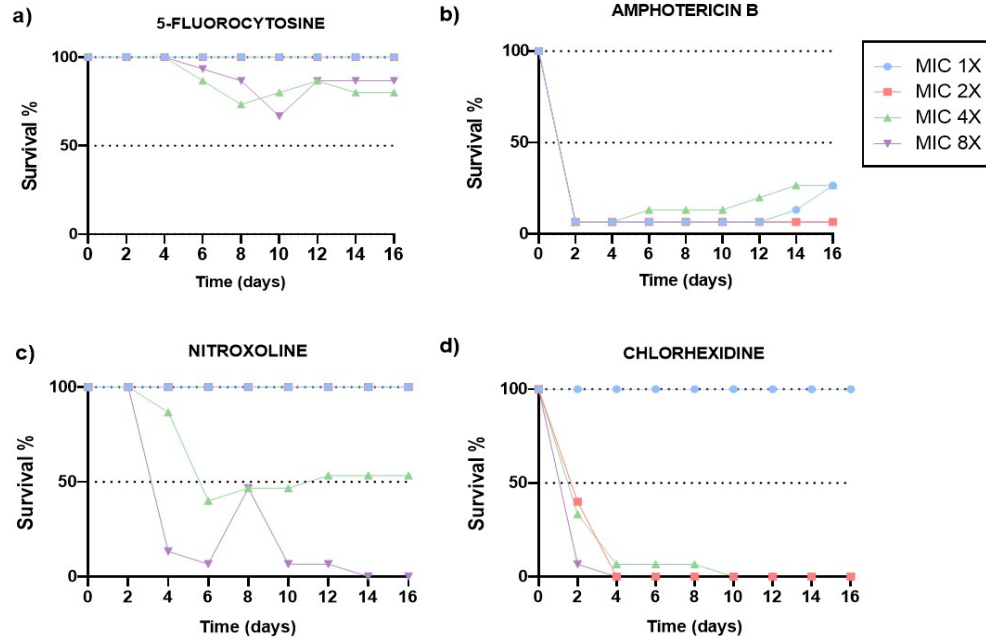 a)
5-FLUOROCYTOSINE
100
50
0
Survival %
0 2 4 6 8 10 12 14 16
Time (days)
b)
AMPHOTERICIN B
100
50
0
Survival %
0 2 4 6 8 10 12 14 16
Time (days)
MIC 1X
MIC 2X
MIC 4X
MIC 8X
c)
NITROXOLINE
100
50
0
Survival %
0 2 4 6 8 10 12 14 16
Time (days)
d)
CHLORHEXIDINE
100
50
0
Survival %
0 2 4 6 8 10 12 14 16
Time (days)